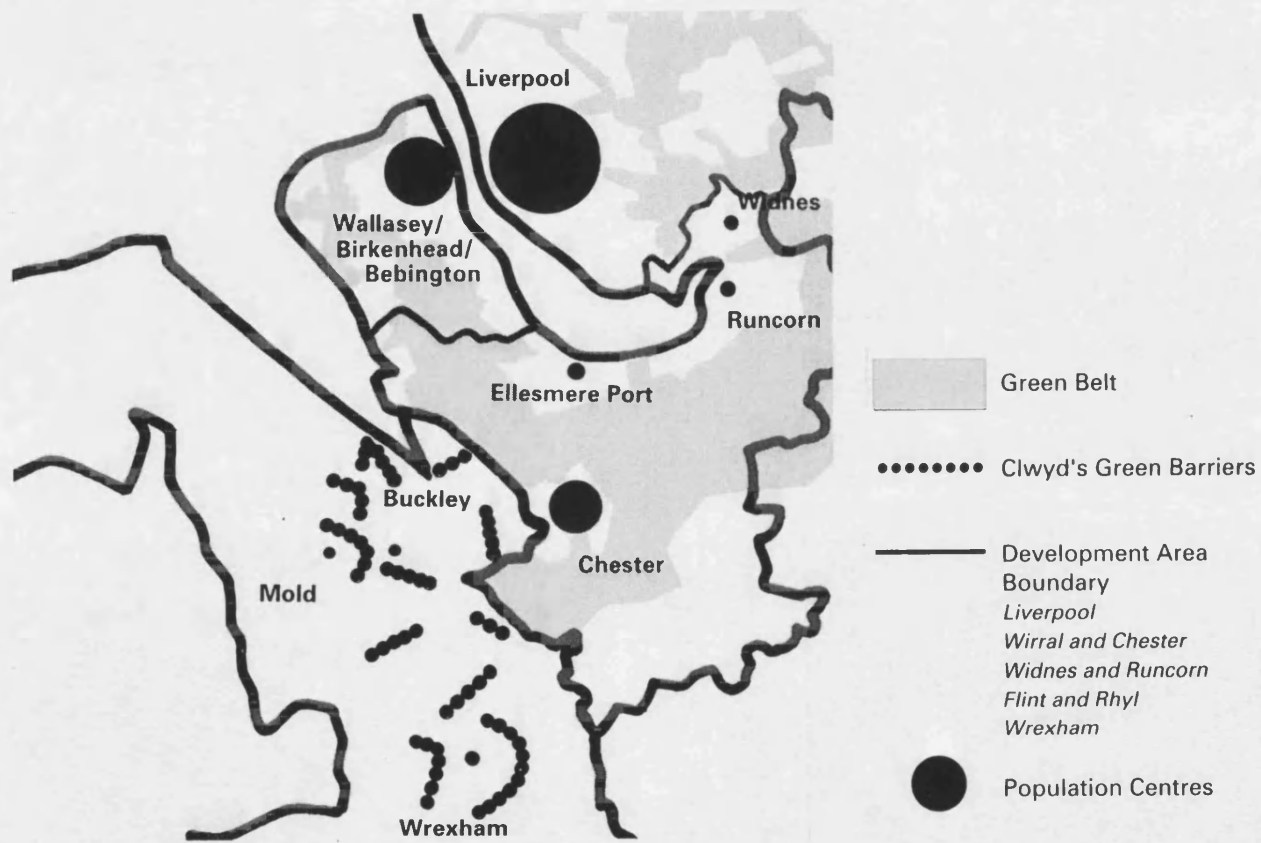 Liverpool
Widnes
Wallasey/
Birkenhead/
Bebington
Runcorn
Ellesmere Port
Buckley
Chester
Mold
Wrexham
Green Belt
Clwyd's Green Barriers
Development Area
Boundary
Liverpool
Wirral and Chester
Widnes and Runcorn
Flint and Rhyl
Wrexham
Population Centres